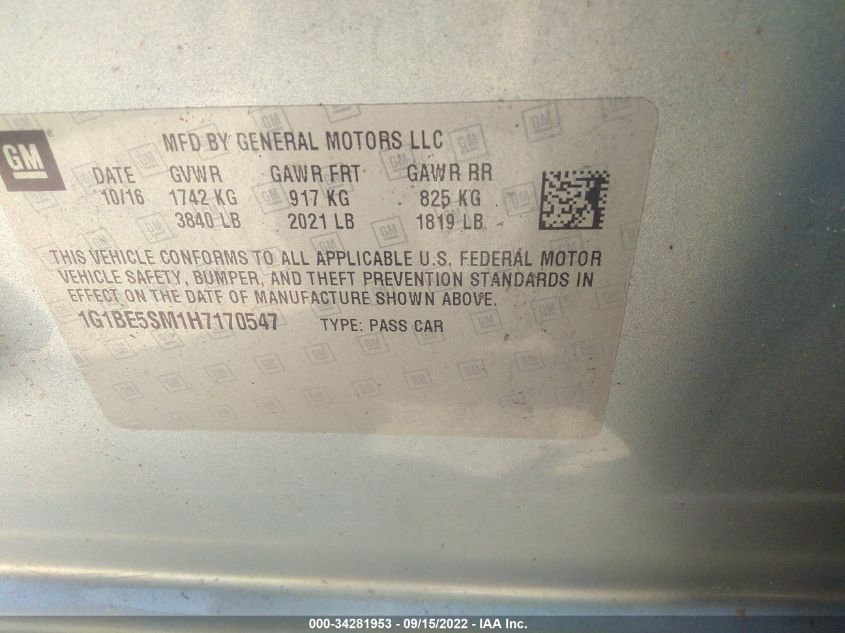 GM
MFD BY GENERAL MOTORS LLC
DATE GVWR GAWR FRT GAWR RR
10/16 1742 KG 917 KG 825 KG
3840 LB 2021 LB 1819 LB
THIS VEHICLE CONFORMS TO ALL APPLICABLE U.S. FEDERAL MOTOR
VEHICLE SAFETY, BUMPER, AND THEFT PREVENTION STANDARDS IN
EFFECT ON THE DATE OF MANUFACTURE SHOWN ABOVE.
1G1BE5SM1H7170547 TYPE: PASS CAR
000-34281953 - 09/15/2022 - IAA Inc.